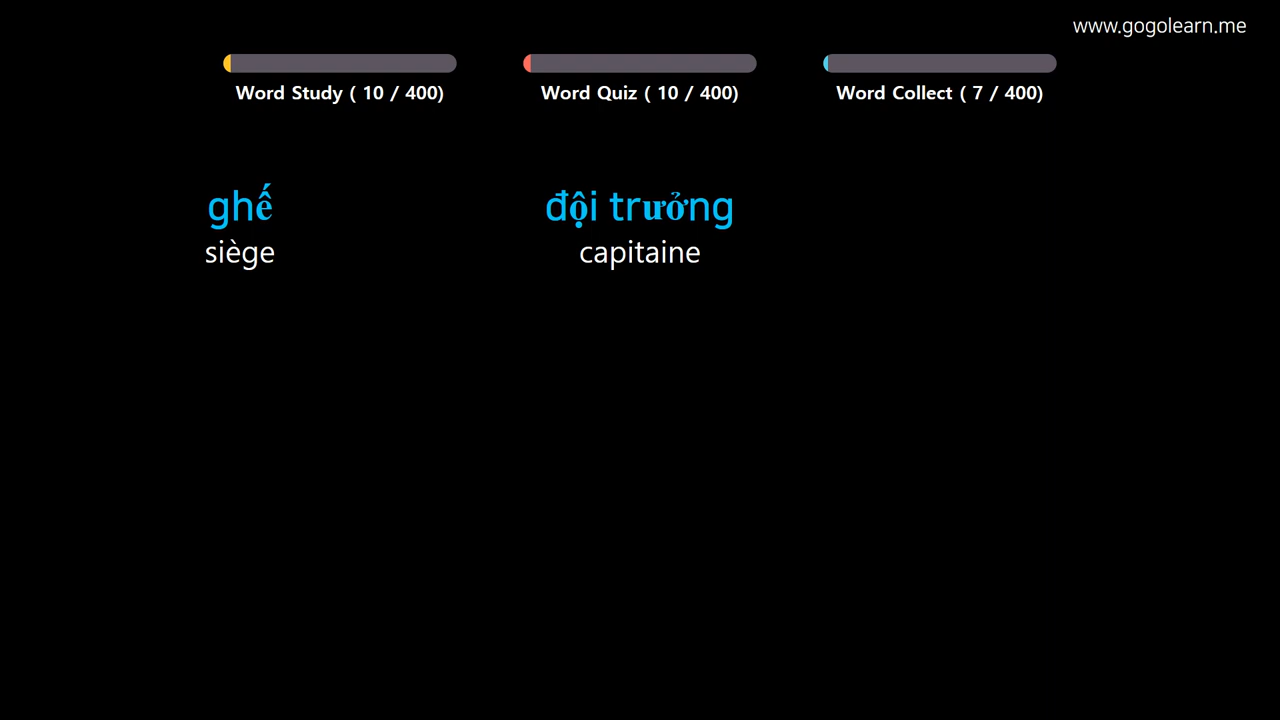 www.gogolearn.me
Word Study ( 10 / 400)
Word Quiz ( 10 / 400)
Word Collect ( 7 / 400)
ghế
siège
đội trưởng
capitaine